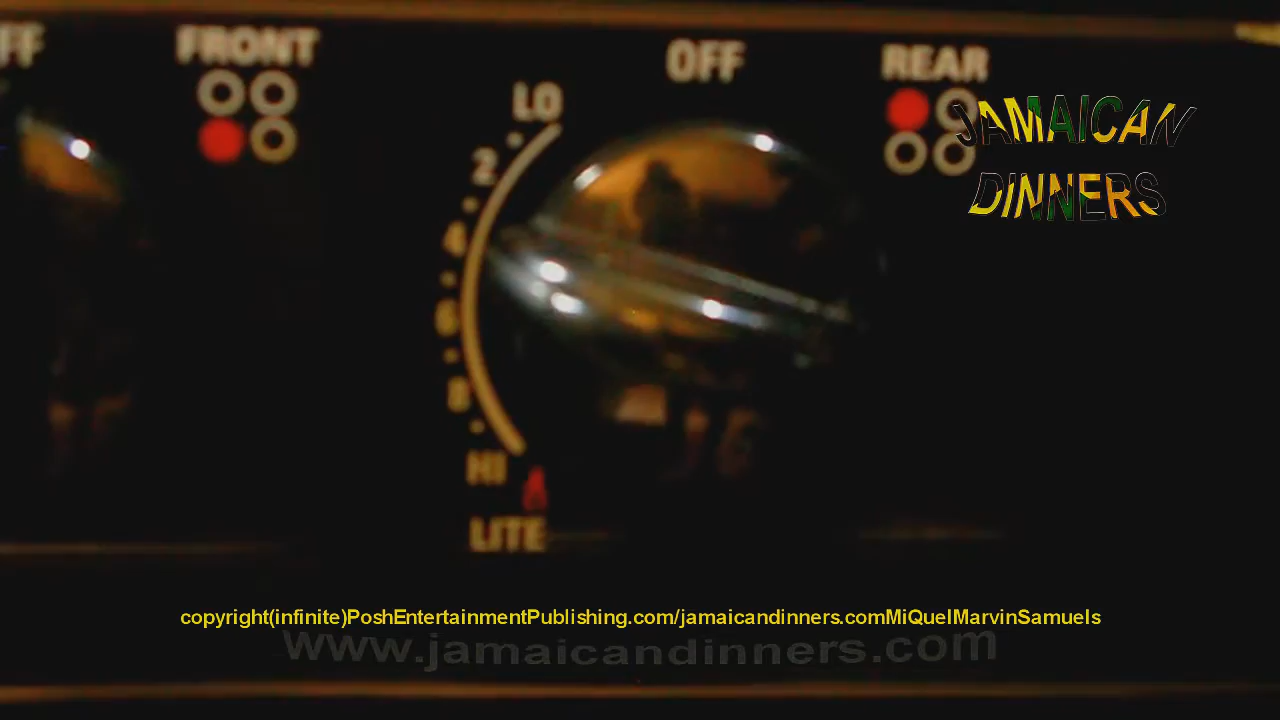 FF
FRONT
OFF
REAR
LO
2
4
6
8
HI
LITE
JAMAICAN
DINNERS
copyright(infinite)PoshEntertainmentPublishing.com/jamaicandinners.comMiQuelMarvinSamuels
www.jamaicandinners.com